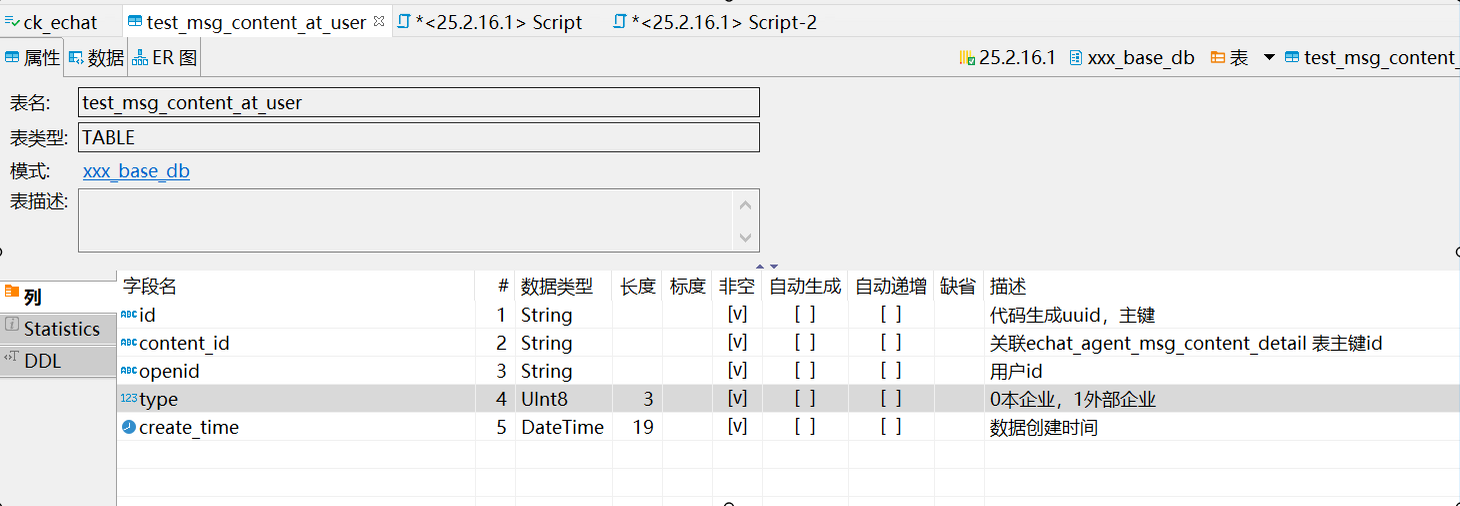 ck_echat test_msg_content_at_user *<25.2.16.1> Script *<25.2.16.1> Script-2
属性 数据 ER 图 25.2.16.1 xxx_base_db 表 test_msg_content_
表名: test_msg_content_at_user
表类型: TABLE
模式: xxx_base_db
表描述:
列
Statistics
DDL
字段名 # 数据类型 长度 标度 非空 自动生成 自动递增 缺省 描述
ABC id 1 String [v] [ ] [ ] 代码生成uuid，主键
ABC content_id 2 String [v] [ ] [ ] 关联echat_agent_msg_content_detail 表主键id
ABC openid 3 String [v] [ ] [ ] 用户id
123 type 4 UInt8 3 [v] [ ] [ ] 0本企业，1外部企业
create_time 5 DateTime 19 [v] [ ] [ ] 数据创建时间